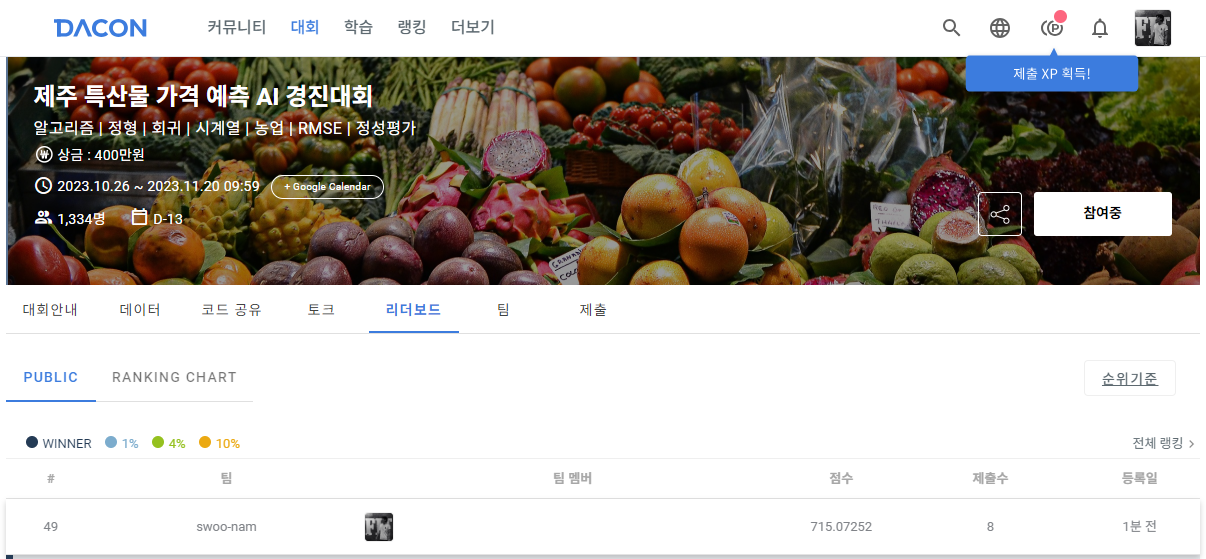 DACON 커뮤니티 대회 학습 랭킹 더보기
제출 XP 획득!
제주 특산물 가격 예측 AI 경진대회
알고리즘 | 정형 | 회귀 | 시계열 | 농업 | RMSE | 정성평가
₩ 상금 : 400만원
2023.10.26 ~ 2023.11.20 09:59 + Google Calendar
1,334명 D-13
참여중
대회안내 데이터 코드 공유 토크 리더보드 팀 제출
PUBLIC RANKING CHART 순위기준
WINNER 1% 4% 10% 전체 랭킹 >
# 팀 팀 멤버 점수 제출수 등록일
49 swoo-nam 715.07252 8 1분 전